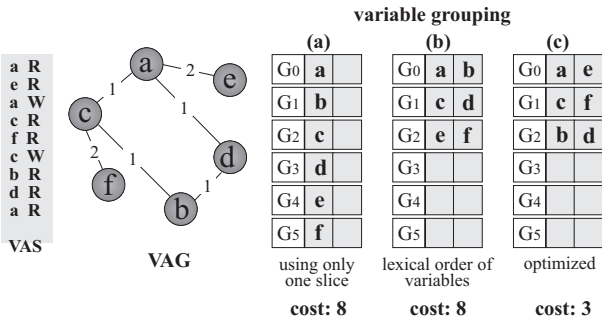 variable grouping
(a) (b) (c)
a R
e R
a W
c R
f R
c W
b R
d R
a R
VAS
a
2
e
1
c
1
1
2
f
d
1
b
VAG
G0 a
G1 b
G2 c
G3 d
G4 e
G5 f
using only
one slice
cost: 8
G0 a b
G1 c d
G2 e f
G3
G4
G5
lexical order of
variables
cost: 8
G0 a e
G1 c f
G2 b d
G3
G4
G5
optimized
cost: 3